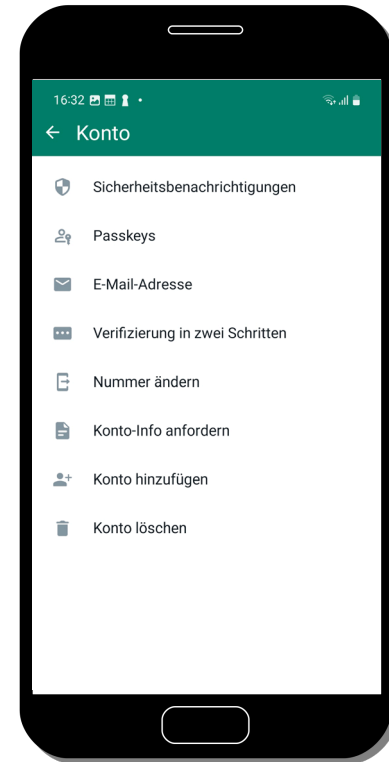 16:32
Konto
Sicherheitsbenachrichtigungen
Passkeys
E-Mail-Adresse
Verifizierung in zwei Schritten
Nummer ändern
Konto-Info anfordern
Konto hinzufügen
Konto löschen